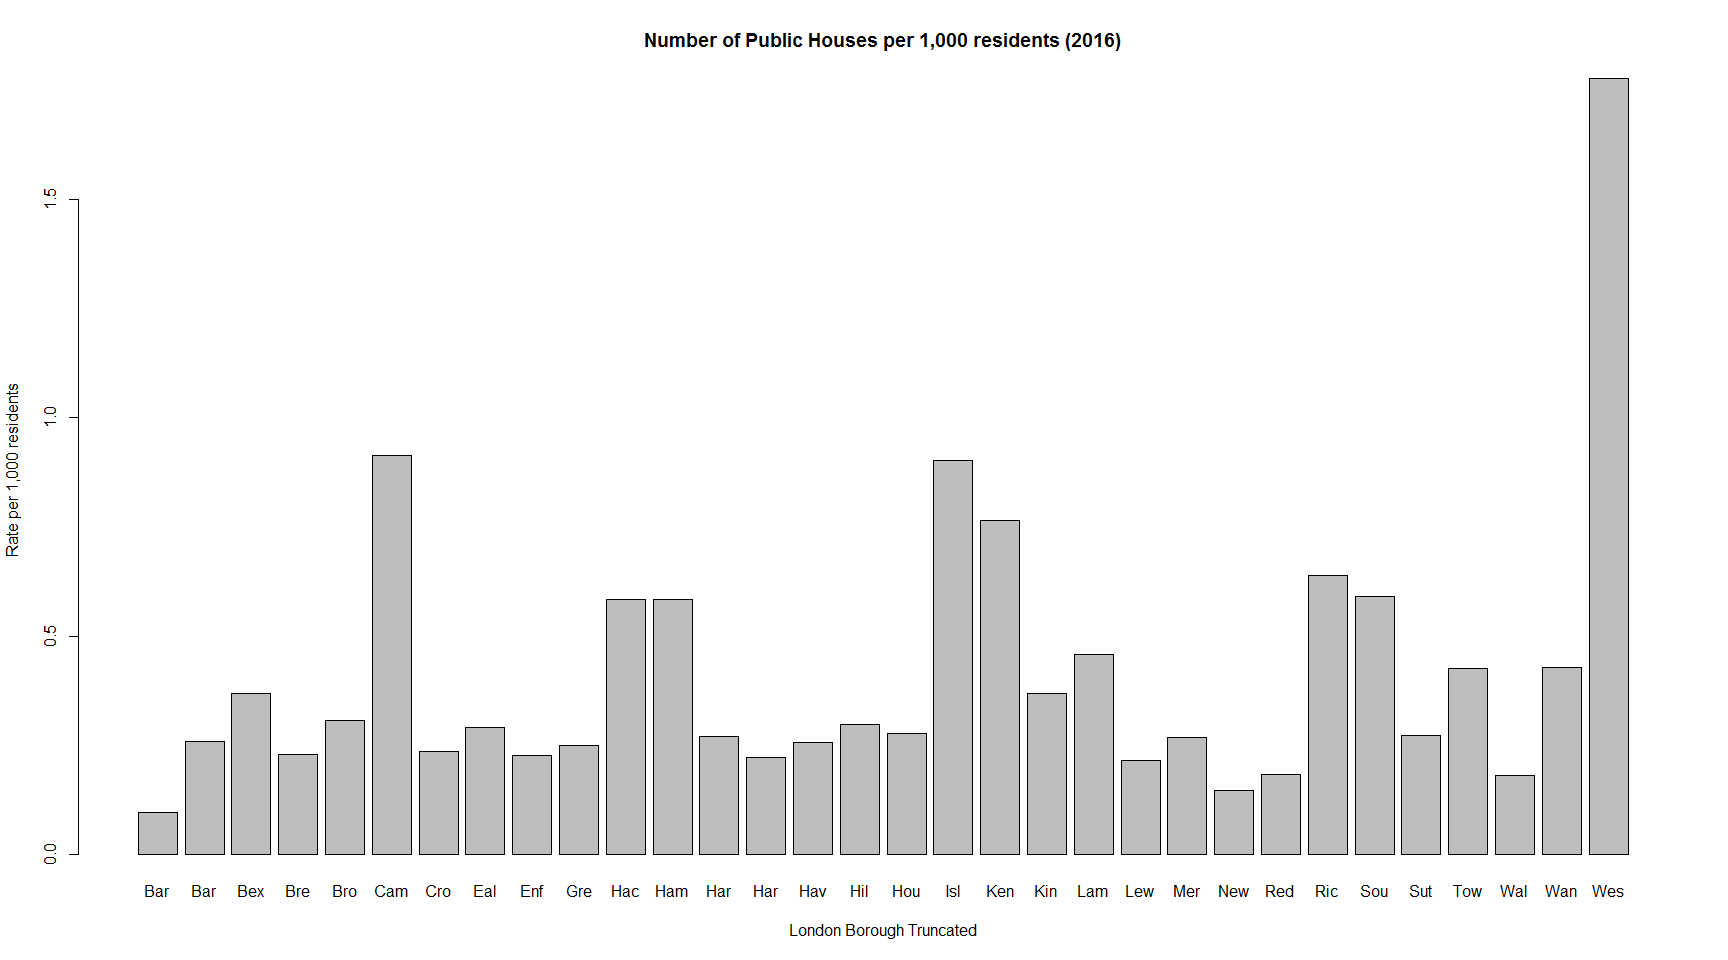 Number of Public Houses per 1,000 residents (2016)
Rate per 1,000 residents
1.5
1.0
0.5
0.0
Bar Bar Bex Bre Bro Cam Cro Eal Enf Gre Hac Ham Har Har Hav Hil Hou Isl Ken Kin Lam Lew Mer New Red Ric Sou Sut Tow Wal Wan Wes
London Borough Truncated